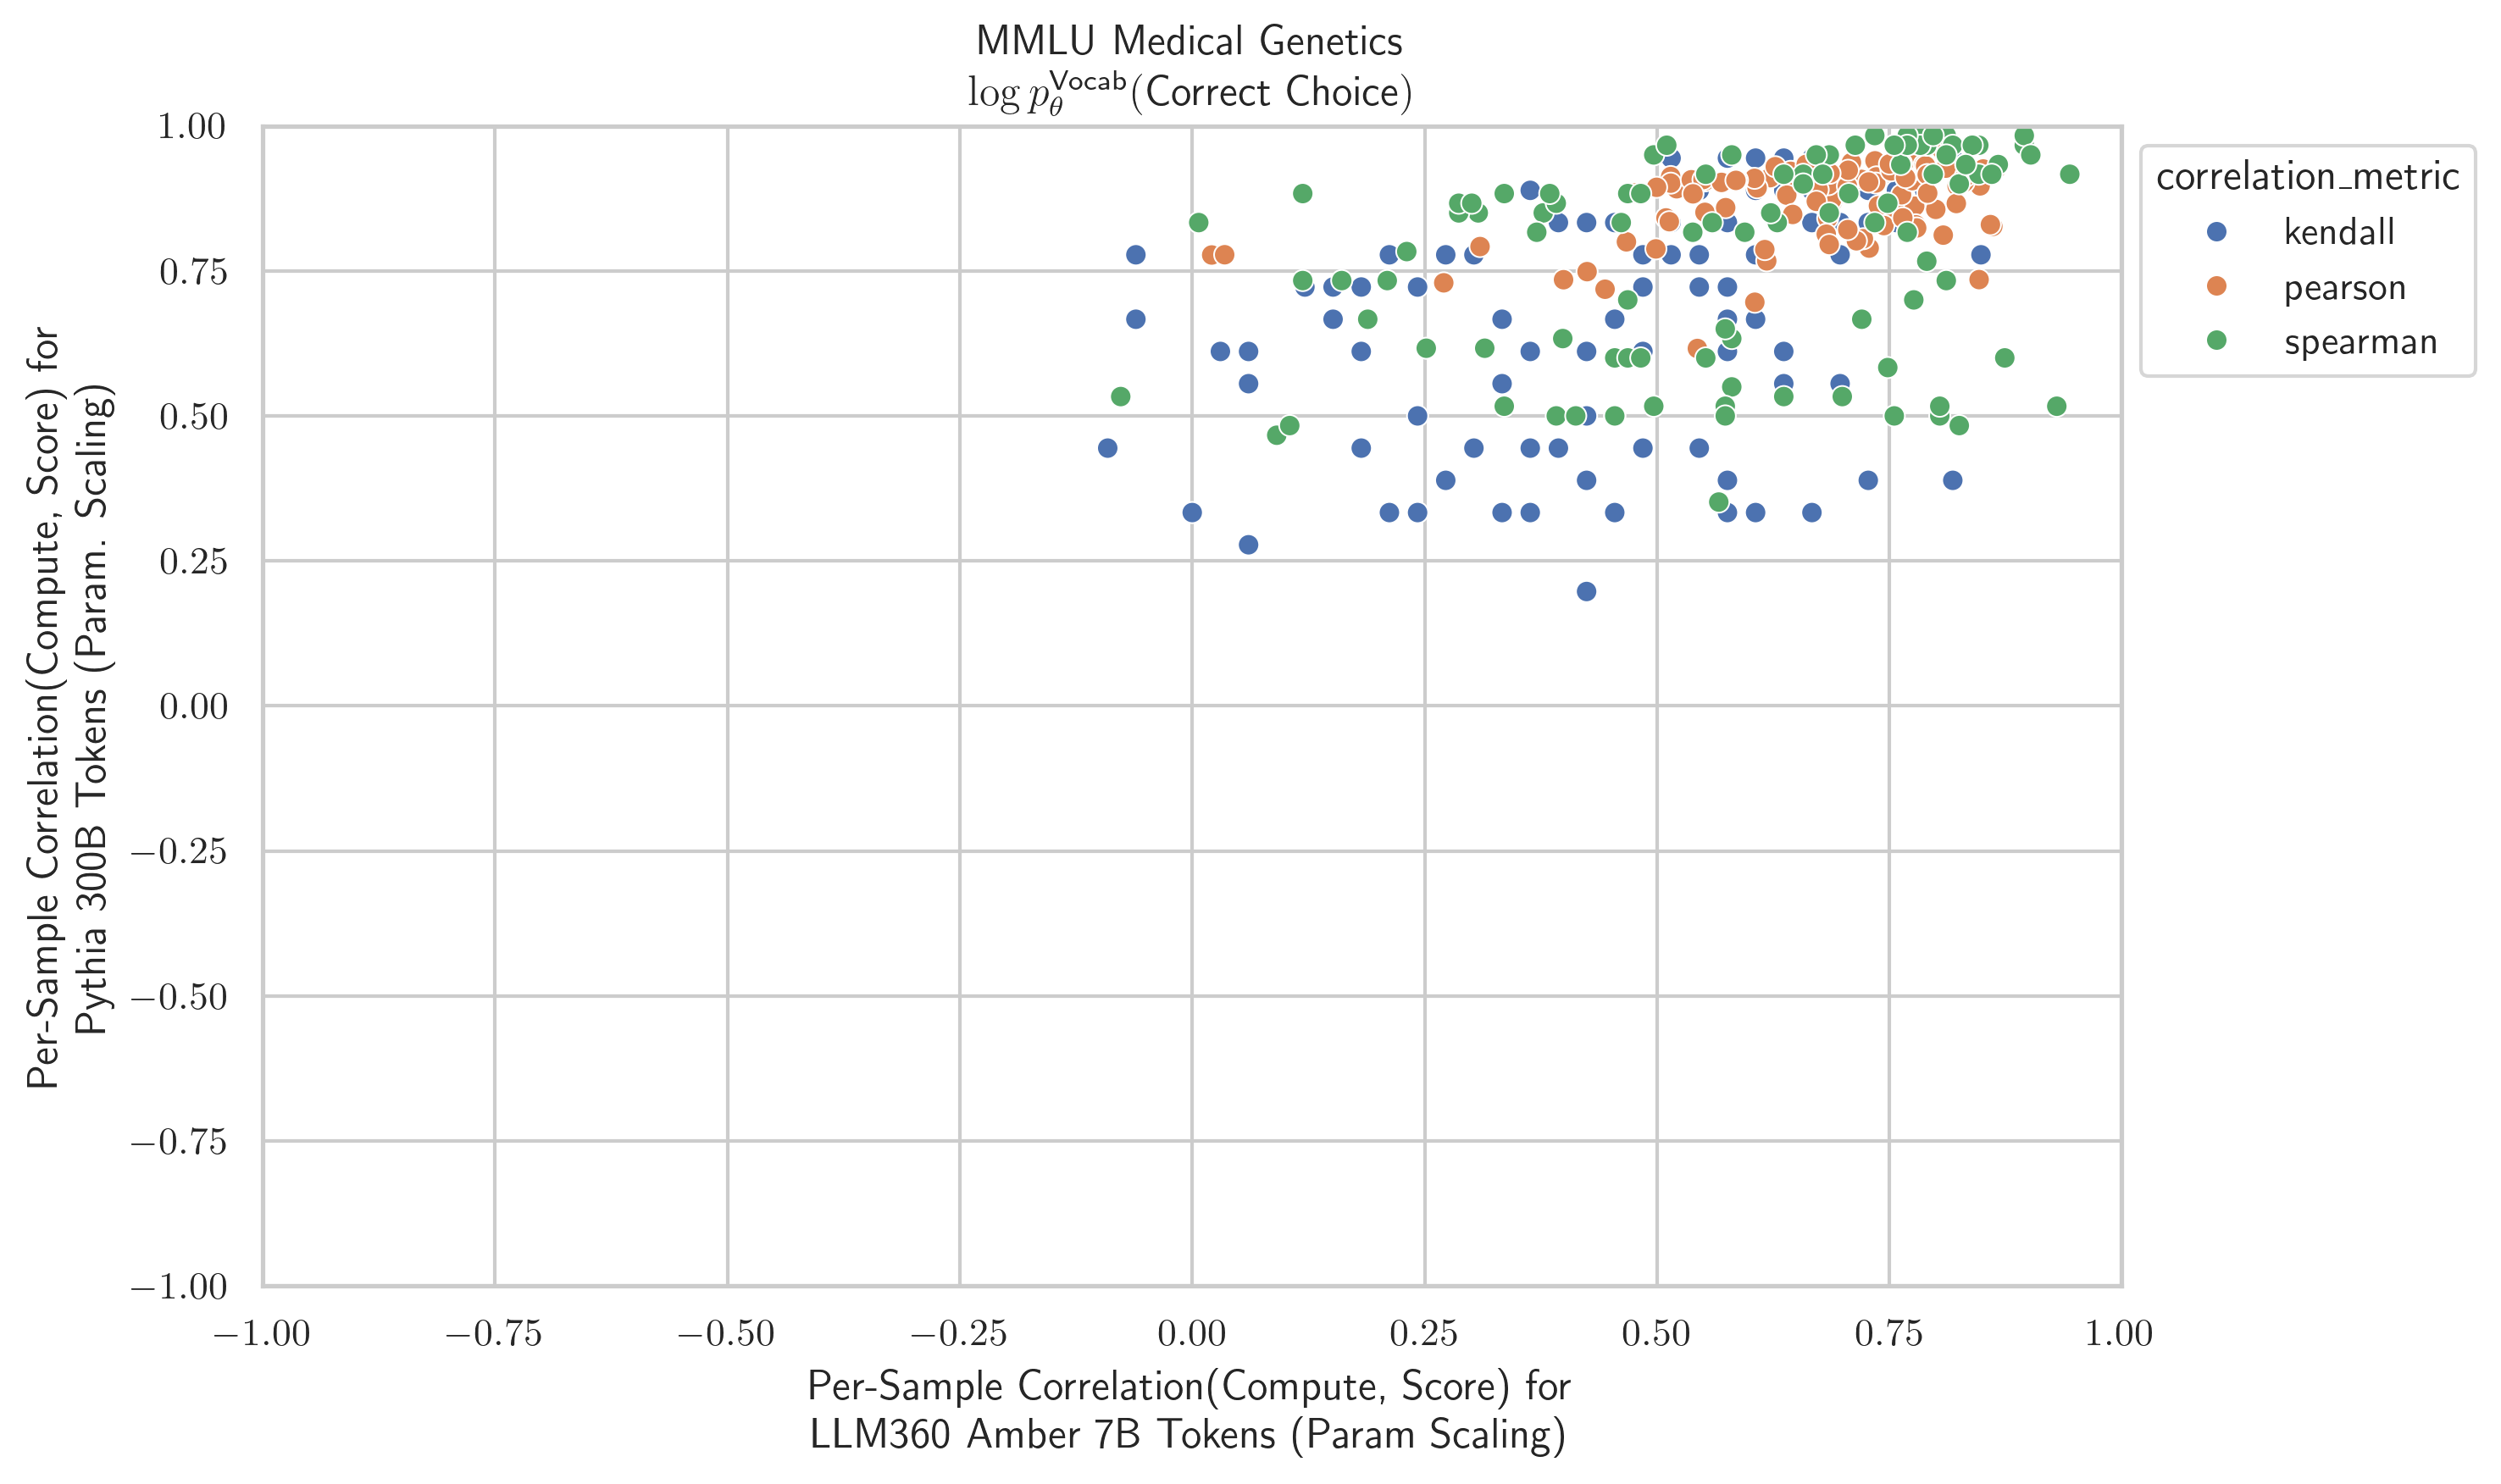 MMLU Medical Genetics
log p_θ^Vocab(Correct Choice)
Per-Sample Correlation(Compute, Score) for
Pythia 300B Tokens (Param. Scaling)
1.00
0.75
0.50
0.25
0.00
−0.25
−0.50
−0.75
−1.00
−1.00 −0.75 −0.50 −0.25 0.00 0.25 0.50 0.75 1.00
Per-Sample Correlation(Compute, Score) for
LLM360 Amber 7B Tokens (Param Scaling)
correlation_metric
kendall
pearson
spearman